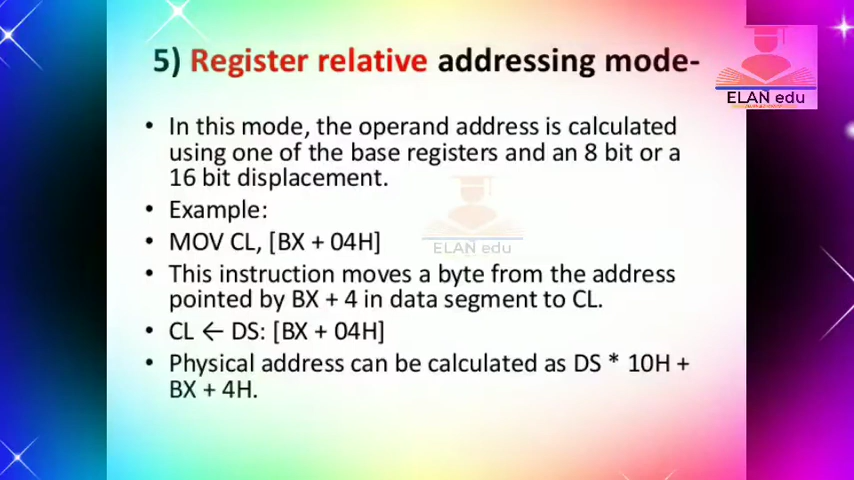 5) Register relative addressing mode-
ELAN edu
• In this mode, the operand address is calculated
using one of the base registers and an 8 bit or a
16 bit displacement.
• Example:
• MOV CL, [BX + 04H]
ELAN edu
• This instruction moves a byte from the address
pointed by BX + 4 in data segment to CL.
• CL ← DS: [BX + 04H]
• Physical address can be calculated as DS * 10H +
BX + 4H.